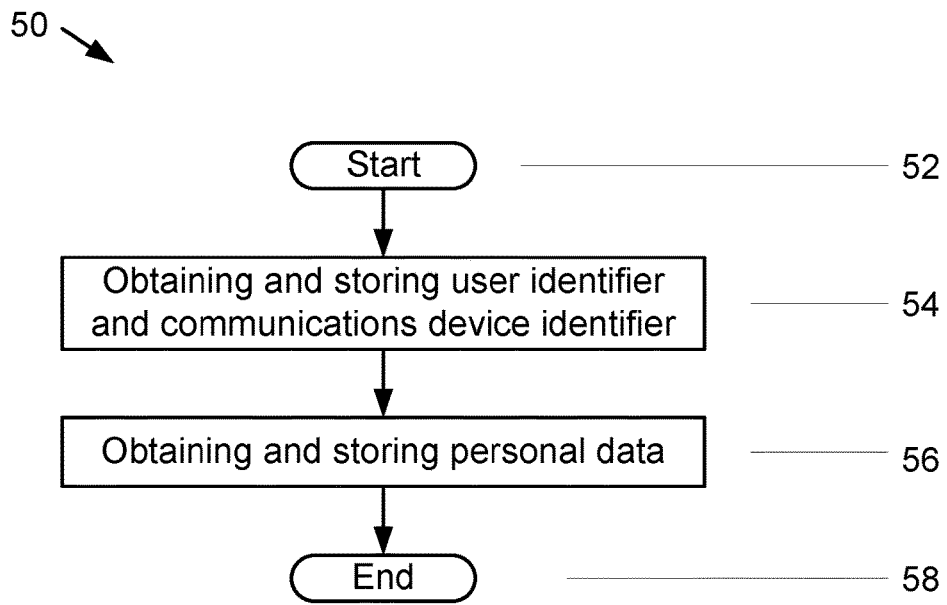 50
Start
52
Obtaining and storing user identifier
and communications device identifier
54
Obtaining and storing personal data
56
End
58